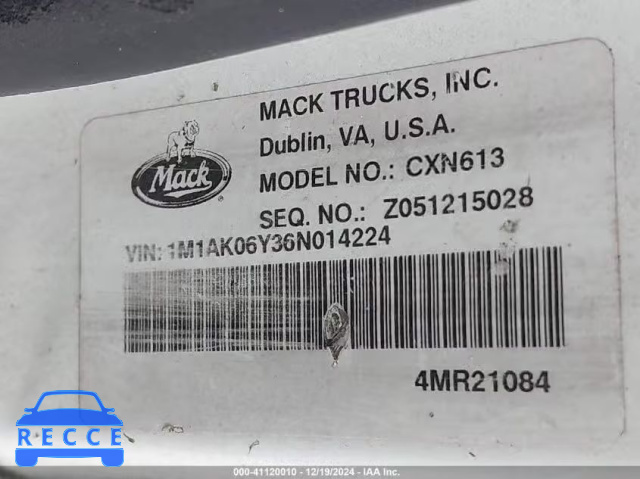 MACK TRUCKS, INC.
Dublin, VA, U.S.A.
Mack
MODEL NO.: CXN613
SEQ. NO.: Z051215028
VIN: 1M1AK06Y36N014224
4MR21084
RECCE
000-41120010 - 12/19/2024 - IAA Inc.